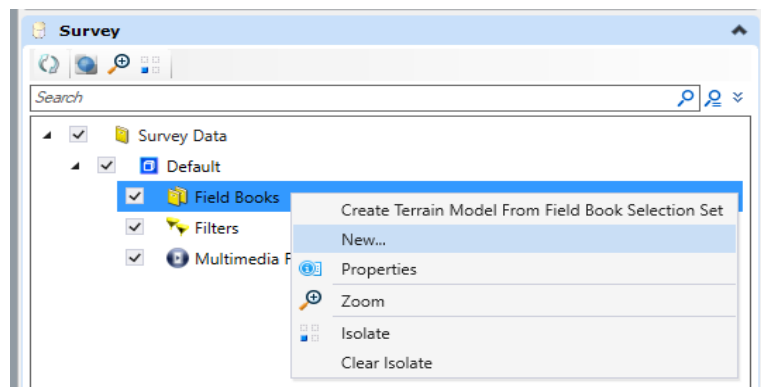 Survey
Search
Survey Data
Default
Field Books
Create Terrain Model From Field Book Selection Set
New...
Filters
Properties
Multimedia F
Zoom
Isolate
Clear Isolate